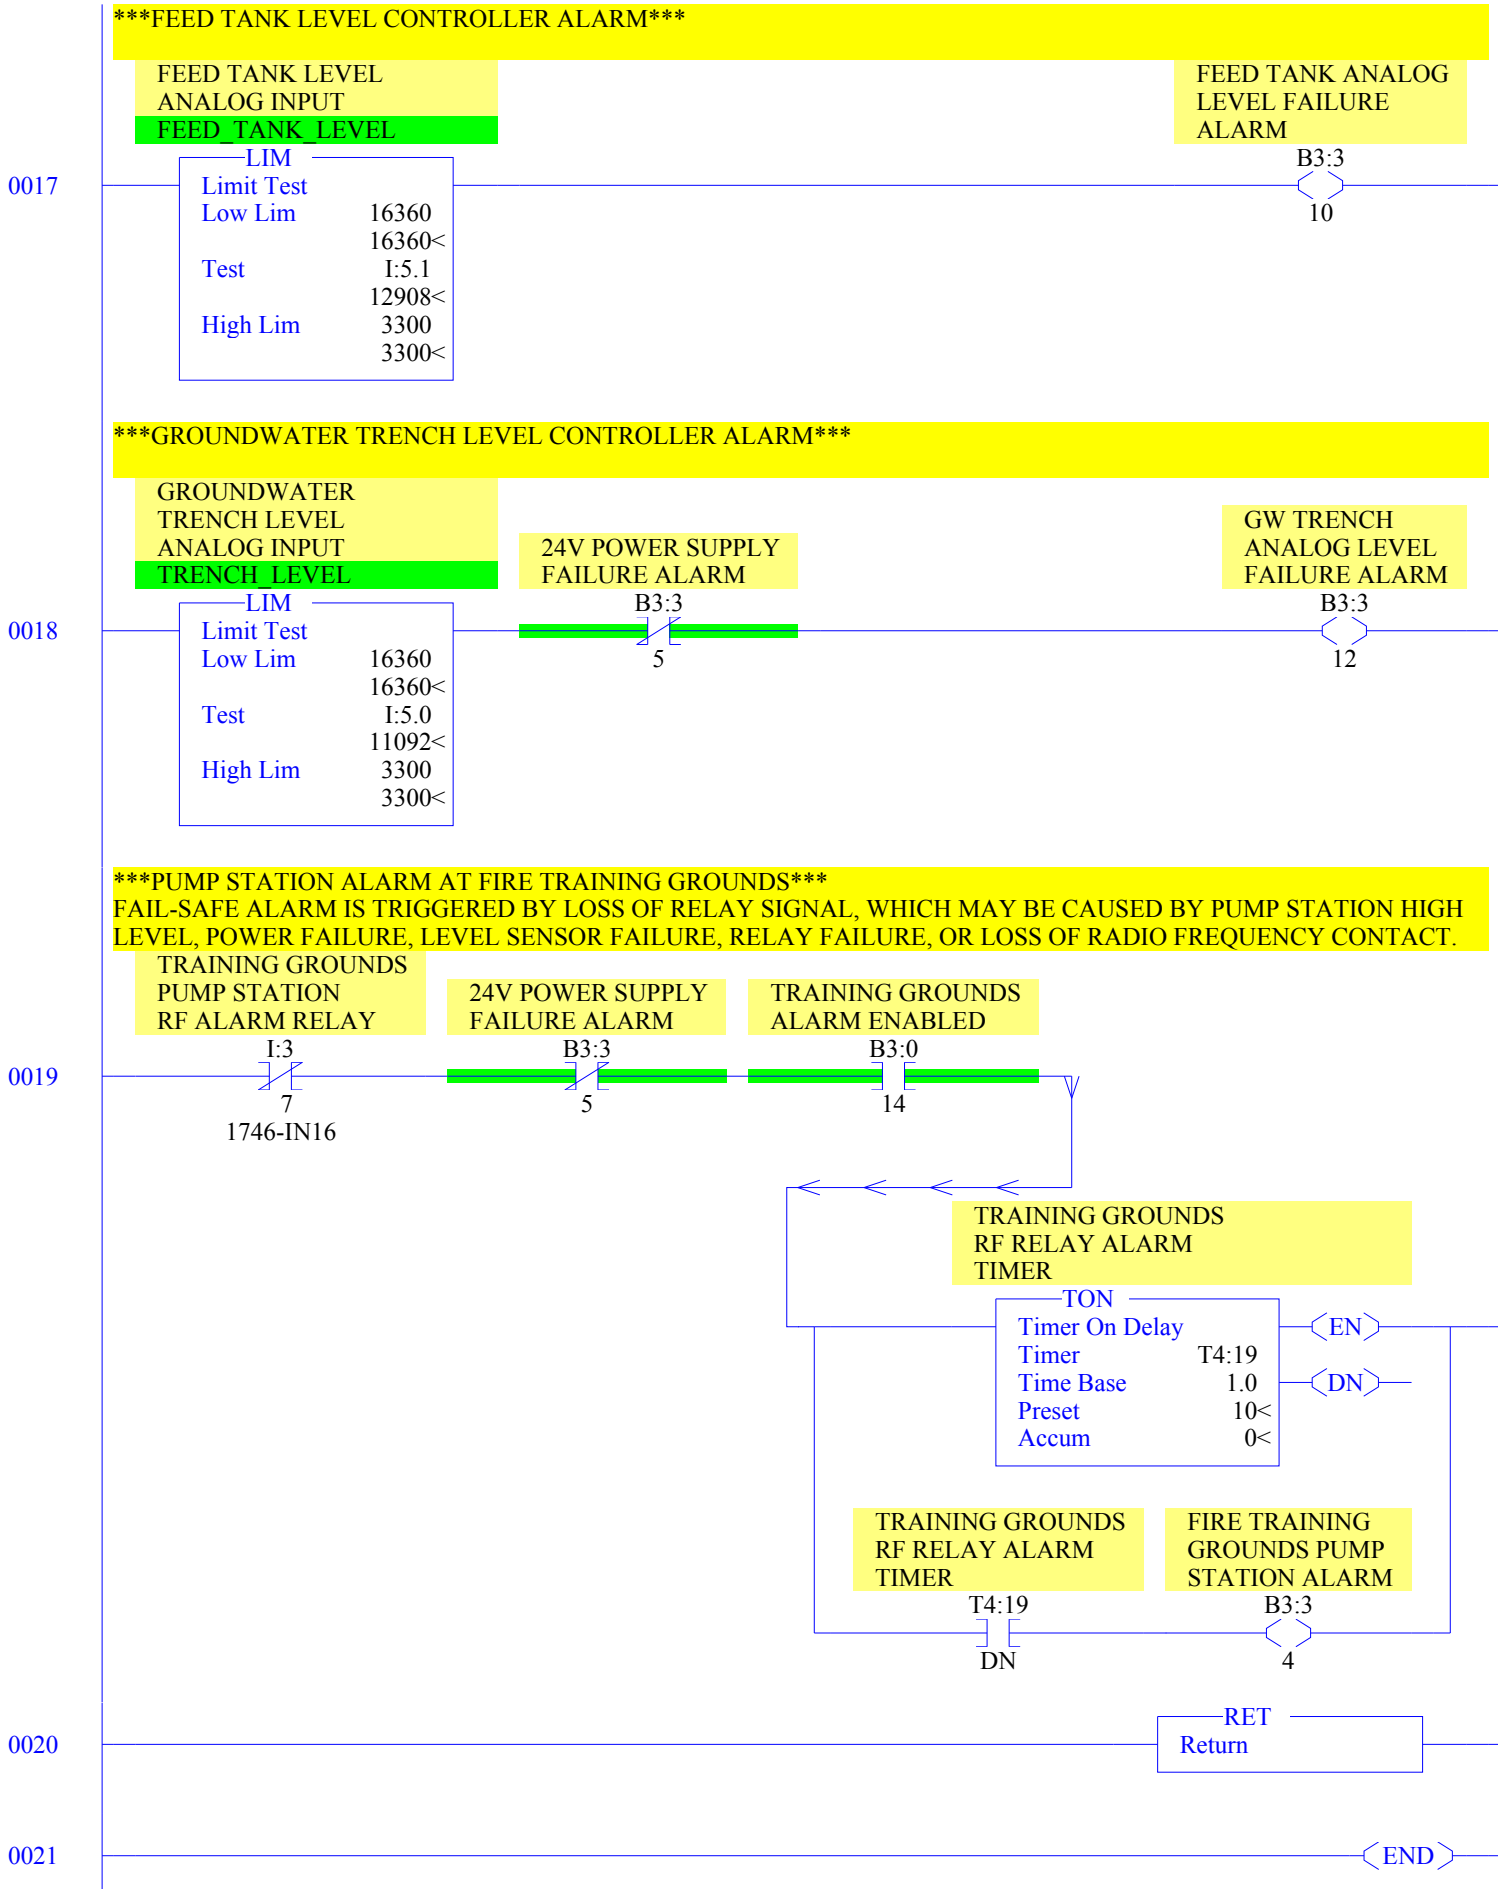 ***FEED TANK LEVEL CONTROLLER ALARM***
FEED TANK LEVEL
ANALOG INPUT
FEED_TANK_LEVEL
FEED TANK ANALOG
LEVEL FAILURE
ALARM
0017
LIM
Limit Test
Low Lim 16360
16360<
Test I:5.1
12908<
High Lim 3300
3300<
B3:3
10
***GROUNDWATER TRENCH LEVEL CONTROLLER ALARM***
GROUNDWATER
TRENCH LEVEL
ANALOG INPUT
TRENCH_LEVEL
24V POWER SUPPLY
FAILURE ALARM
GW TRENCH
ANALOG LEVEL
FAILURE ALARM
0018
LIM
Limit Test
Low Lim 16360
16360<
Test I:5.0
11092<
High Lim 3300
3300<
B3:3
5
B3:3
12
***PUMP STATION ALARM AT FIRE TRAINING GROUNDS***
FAIL-SAFE ALARM IS TRIGGERED BY LOSS OF RELAY SIGNAL, WHICH MAY BE CAUSED BY PUMP STATION HIGH
LEVEL, POWER FAILURE, LEVEL SENSOR FAILURE, RELAY FAILURE, OR LOSS OF RADIO FREQUENCY CONTACT.
TRAINING GROUNDS
PUMP STATION
RF ALARM RELAY
24V POWER SUPPLY
FAILURE ALARM
TRAINING GROUNDS
ALARM ENABLED
0019
I:3
7
1746-IN16
B3:3
5
B3:0
14
TRAINING GROUNDS
RF RELAY ALARM
TIMER
TON
Timer On Delay
Timer T4:19
Time Base 1.0
Preset 10<
Accum 0<
EN
DN
TRAINING GROUNDS
RF RELAY ALARM
TIMER
T4:19
DN
FIRE TRAINING
GROUNDS PUMP
STATION ALARM
B3:3
4
0020
RET
Return
0021
END